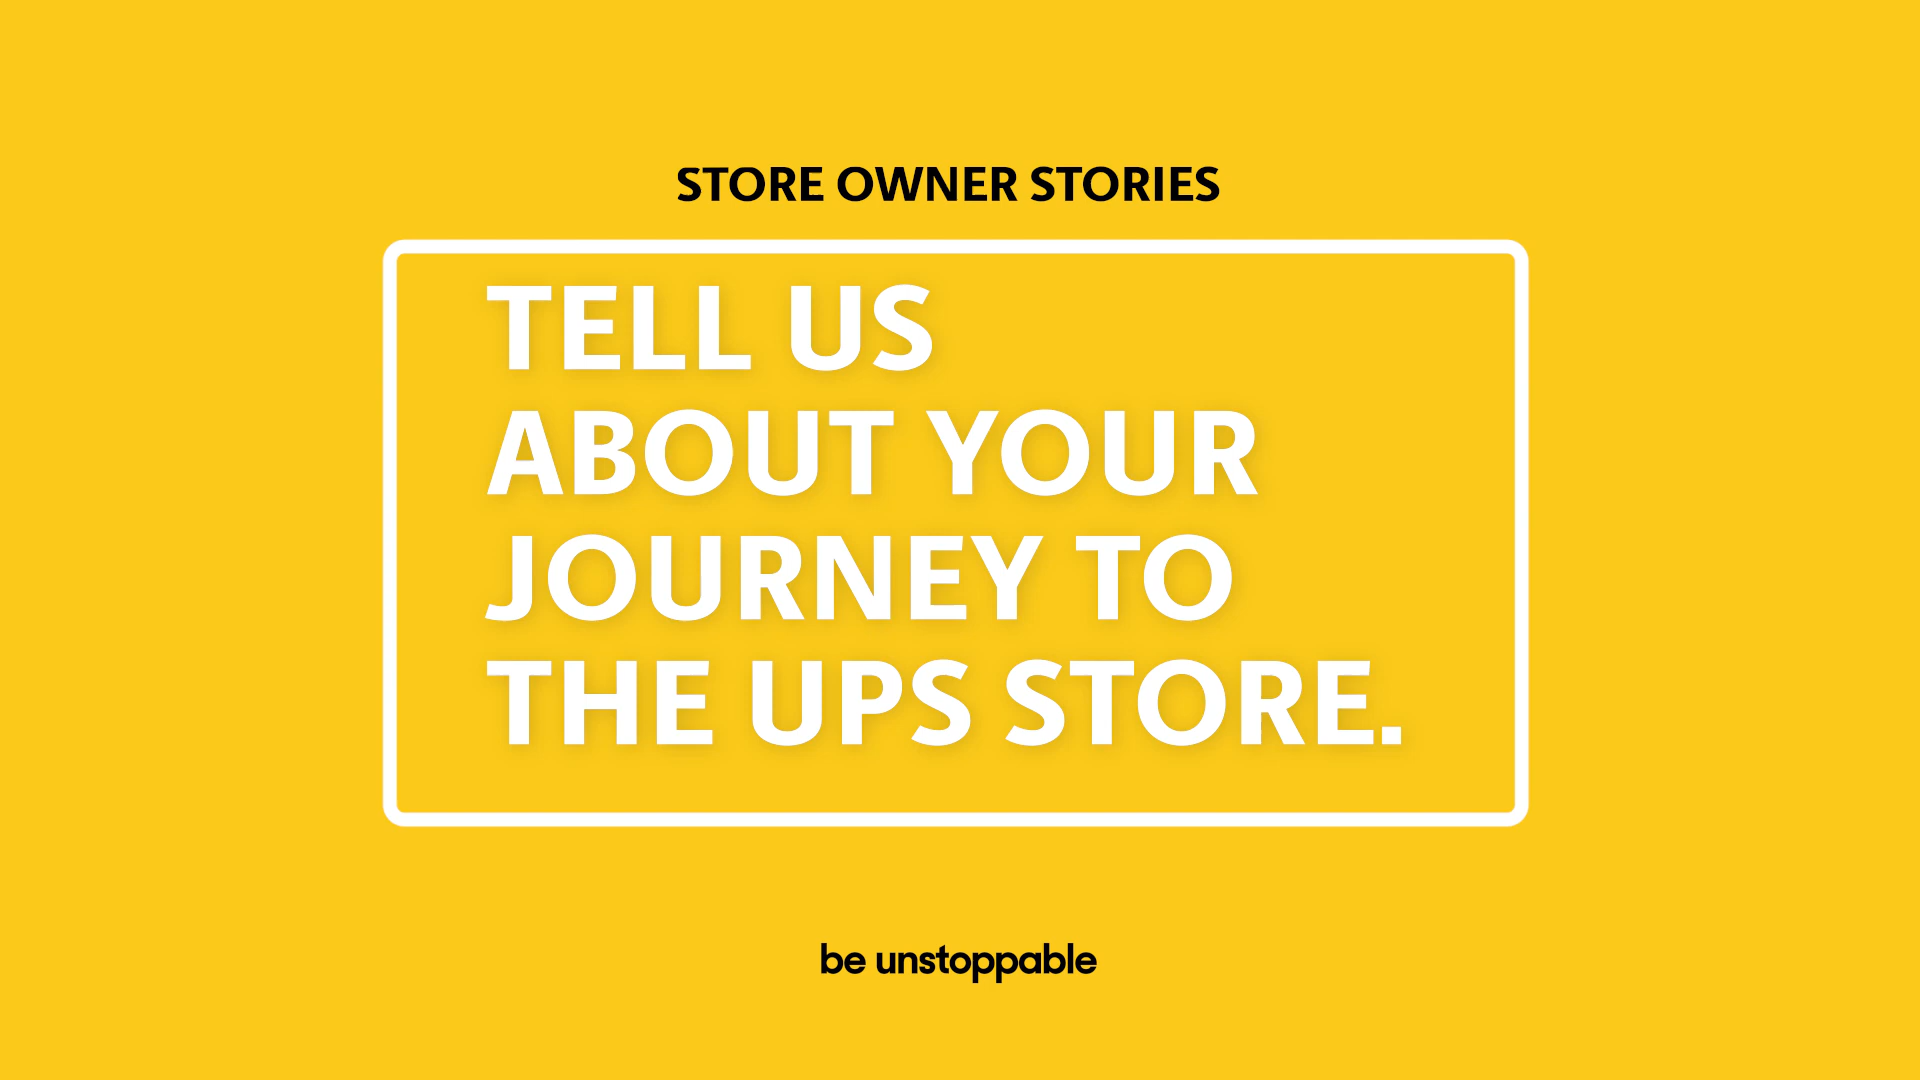 STORE OWNER STORIES
TELL US
ABOUT YOUR
JOURNEY TO
THE UPS STORE.
be unstoppable